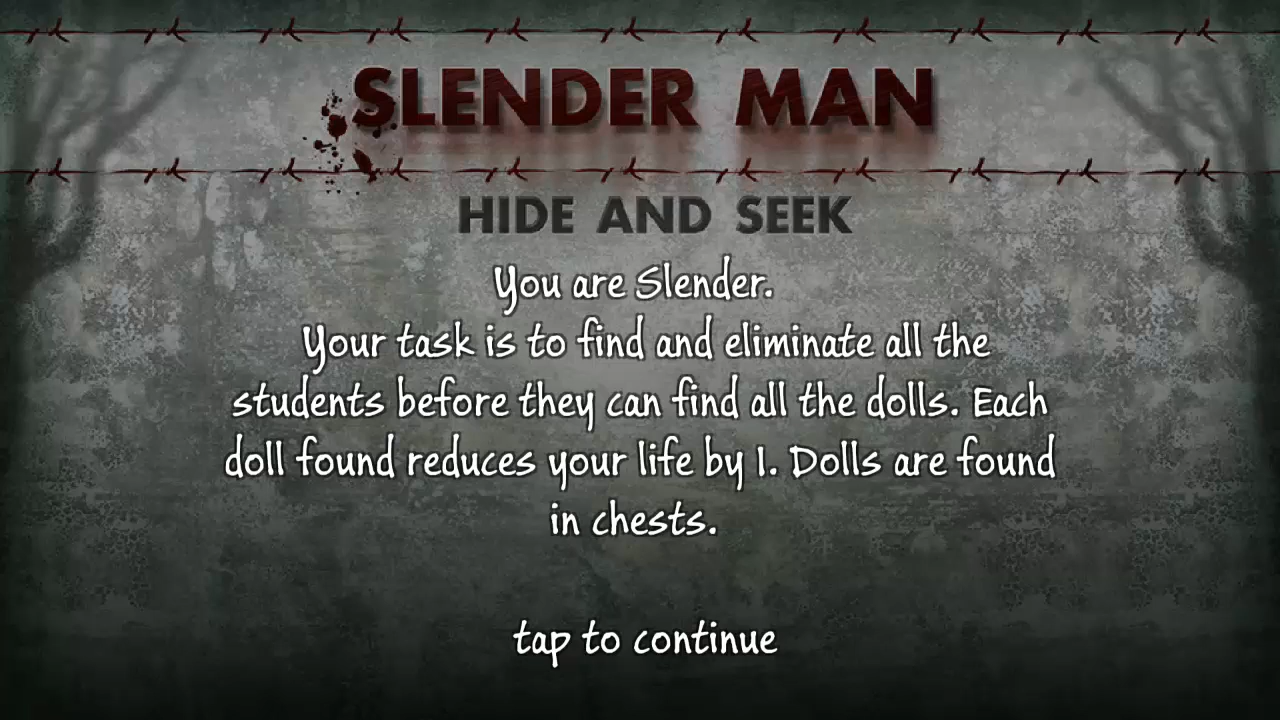 SLENDER MAN
HIDE AND SEEK
You are Slender.
Your task is to find and eliminate all the
students before they can find all the dolls. Each
doll found reduces your life by 1. Dolls are found
in chests.
tap to continue